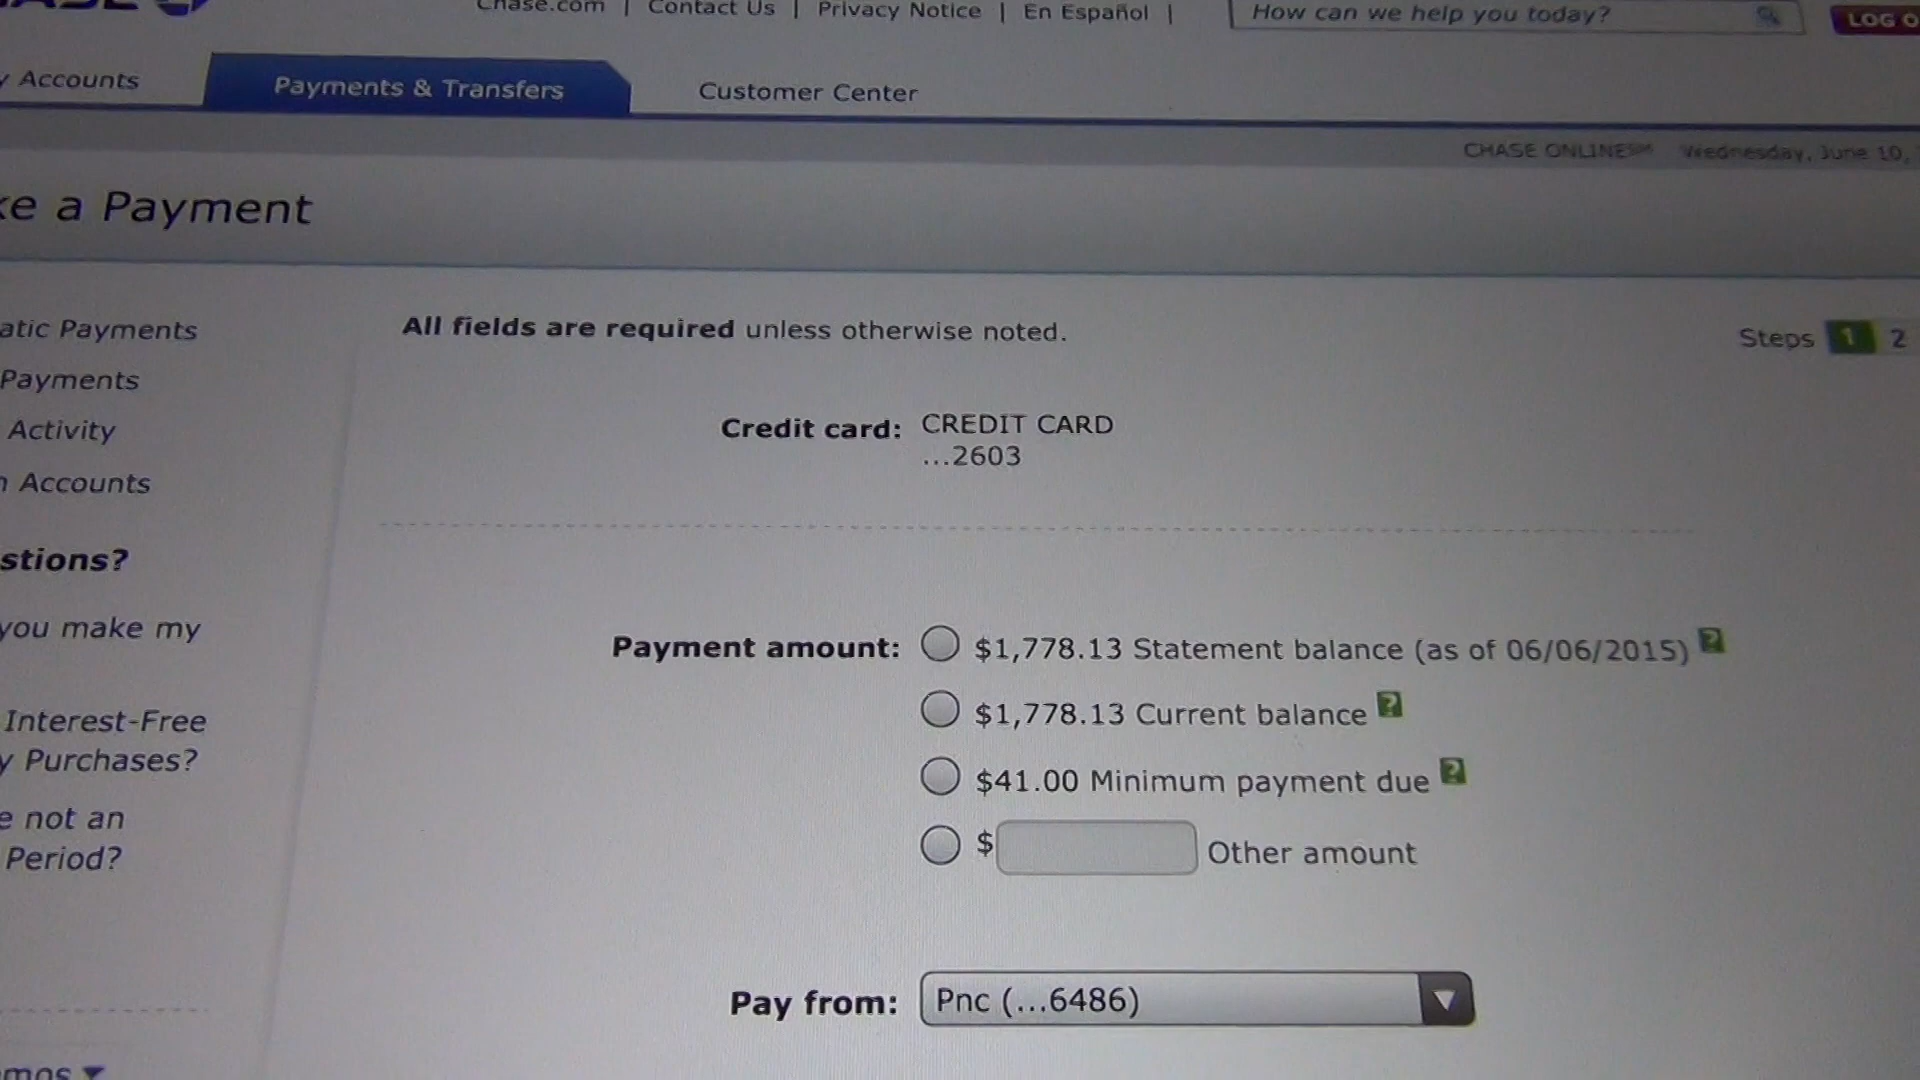 Chase.com | Contact Us | Privacy Notice | En Español |
How can we help you today?
LOG O
Accounts
Payments & Transfers
Customer Center
CHASE ONLINE℠ Wednesday, June 10,
ke a Payment
atic Payments
Payments
Activity
Accounts
stions?
you make my
Interest-Free
y Purchases?
e not an
Period?
mos
All fields are required unless otherwise noted.
Steps 1 2
Credit card: CREDIT CARD
...2603
Payment amount: $1,778.13 Statement balance (as of 06/06/2015) ?
$1,778.13 Current balance ?
$41.00 Minimum payment due ?
$ Other amount
Pay from: Pnc (...6486)